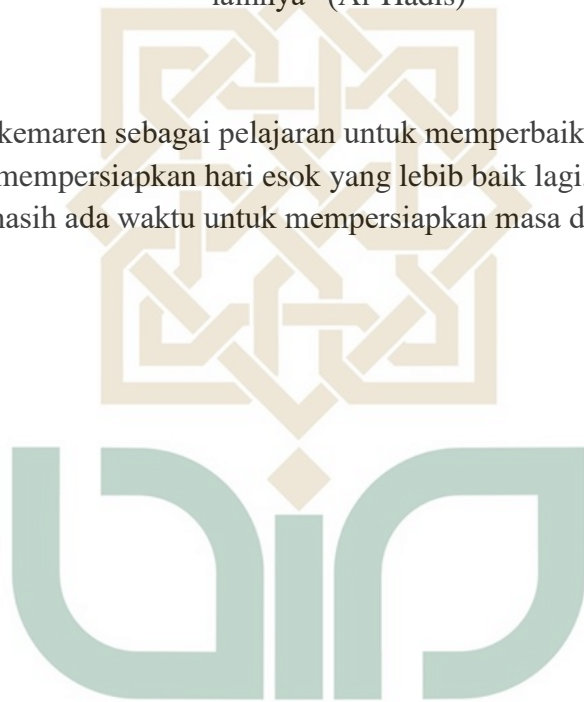 (Al-Hadis)
kemaren sebagai pelajaran untuk memperbaik
mempersiapkan hari esok yang lebib baik lagi
masih ada waktu untuk mempersiapkan masa d